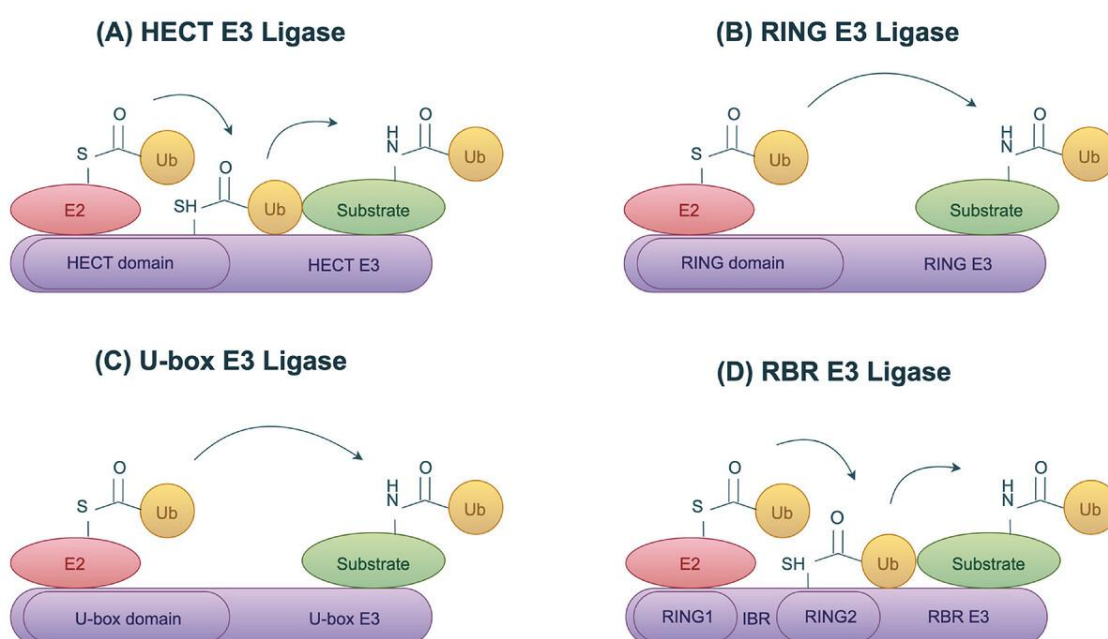 (A) HECT E3 Ligase
O
S
Ub
E2
O
SH
Ub
H
N
O
Ub
Substrate
HECT domain
HECT E3
(B) RING E3 Ligase
O
S
Ub
E2
H
N
O
Ub
Substrate
RING domain
RING E3
(C) U-box E3 Ligase
O
S
Ub
E2
H
N
O
Ub
Substrate
U-box domain
U-box E3
(D) RBR E3 Ligase
O
S
Ub
E2
O
SH
Ub
H
N
O
Ub
Substrate
RING1
IBR
RING2
RBR E3